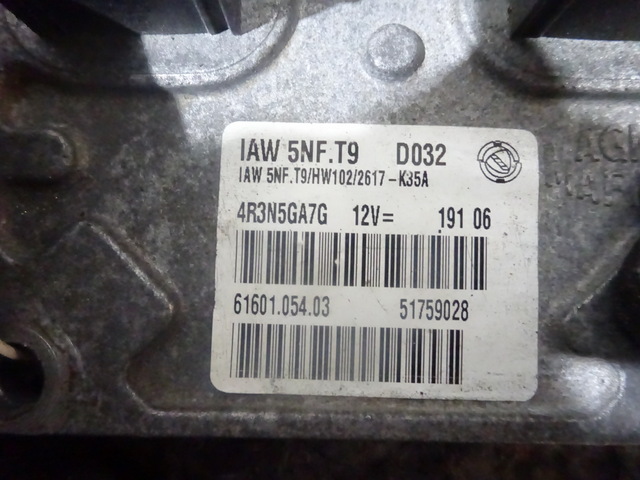 IAW 5NF.T9 D032
IAW 5NF.T9/HW102/2617-K35A
4R3N5GA7G 12V= 191 06
61601.054.03 51759028